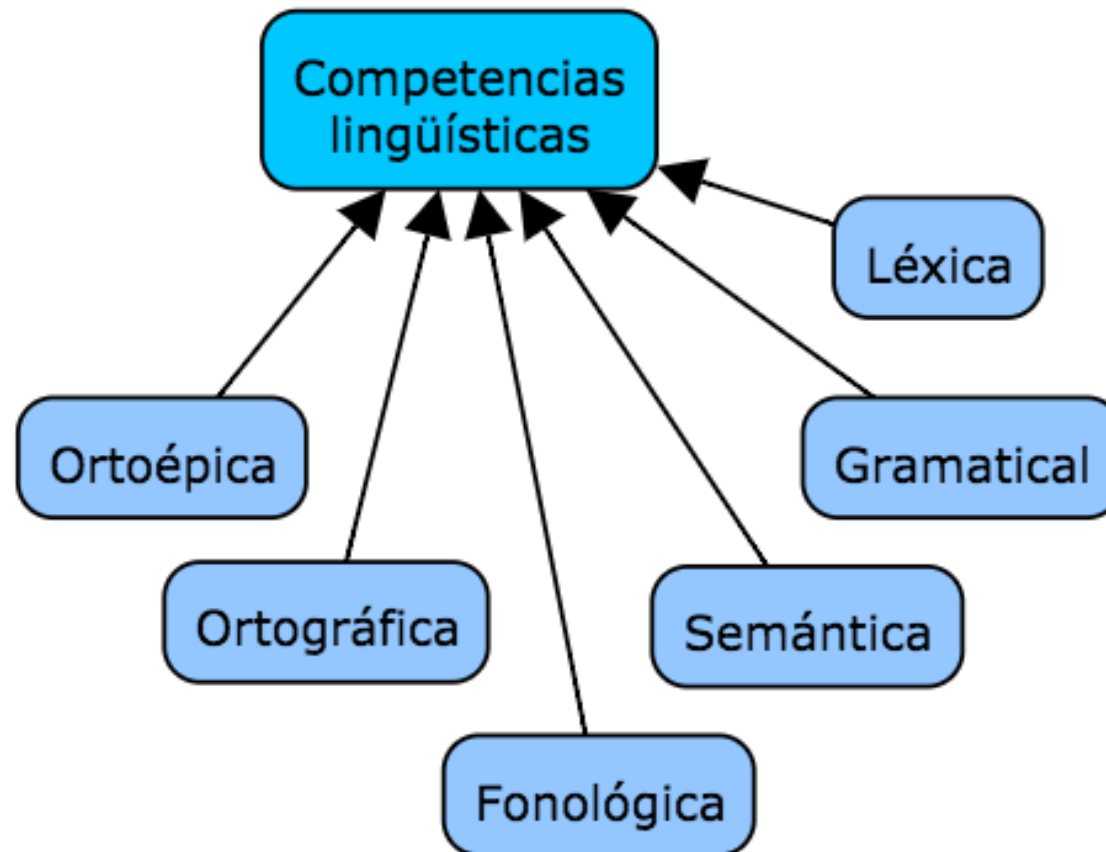 Competencias
lingüísticas
Léxica
Ortoépica
Gramatical
Ortográfica
Semántica
Fonológica